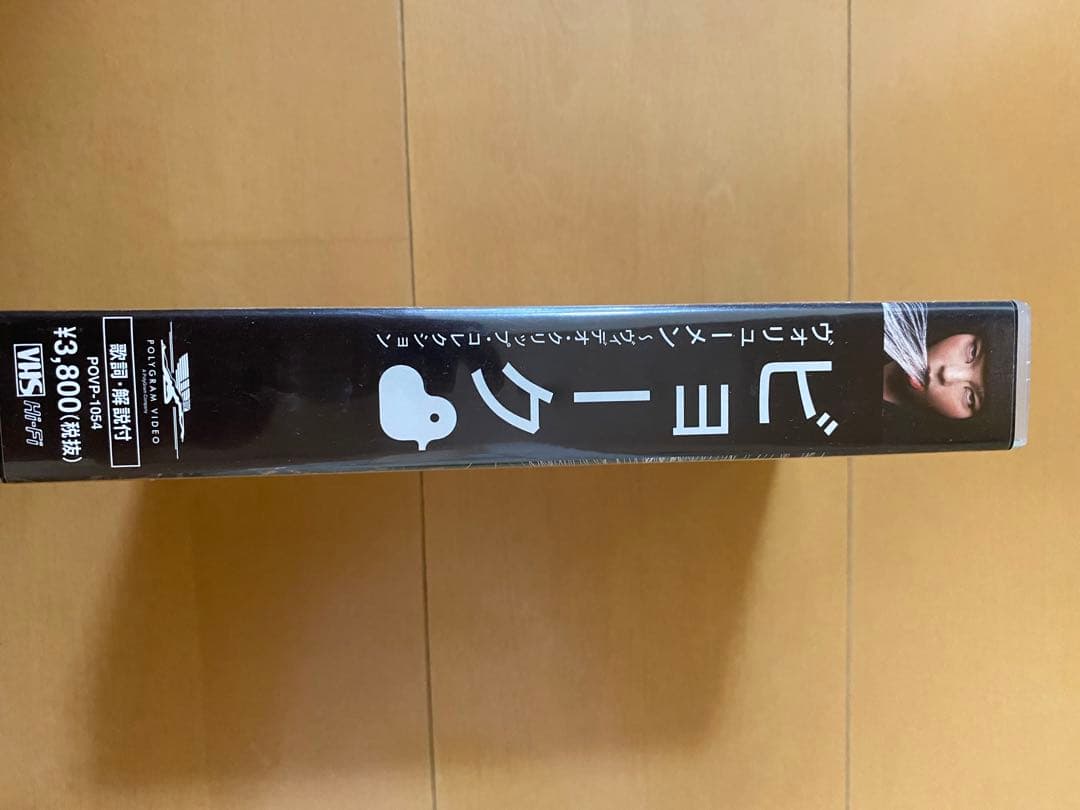 ビョーク
ヴォリューメン〜ヴィデオ・クリップ・コレクション
POLYGRAM VIDEO
歌詞・解説付
POVP-1054
¥3,800(税抜)
VHS Hi-Fi